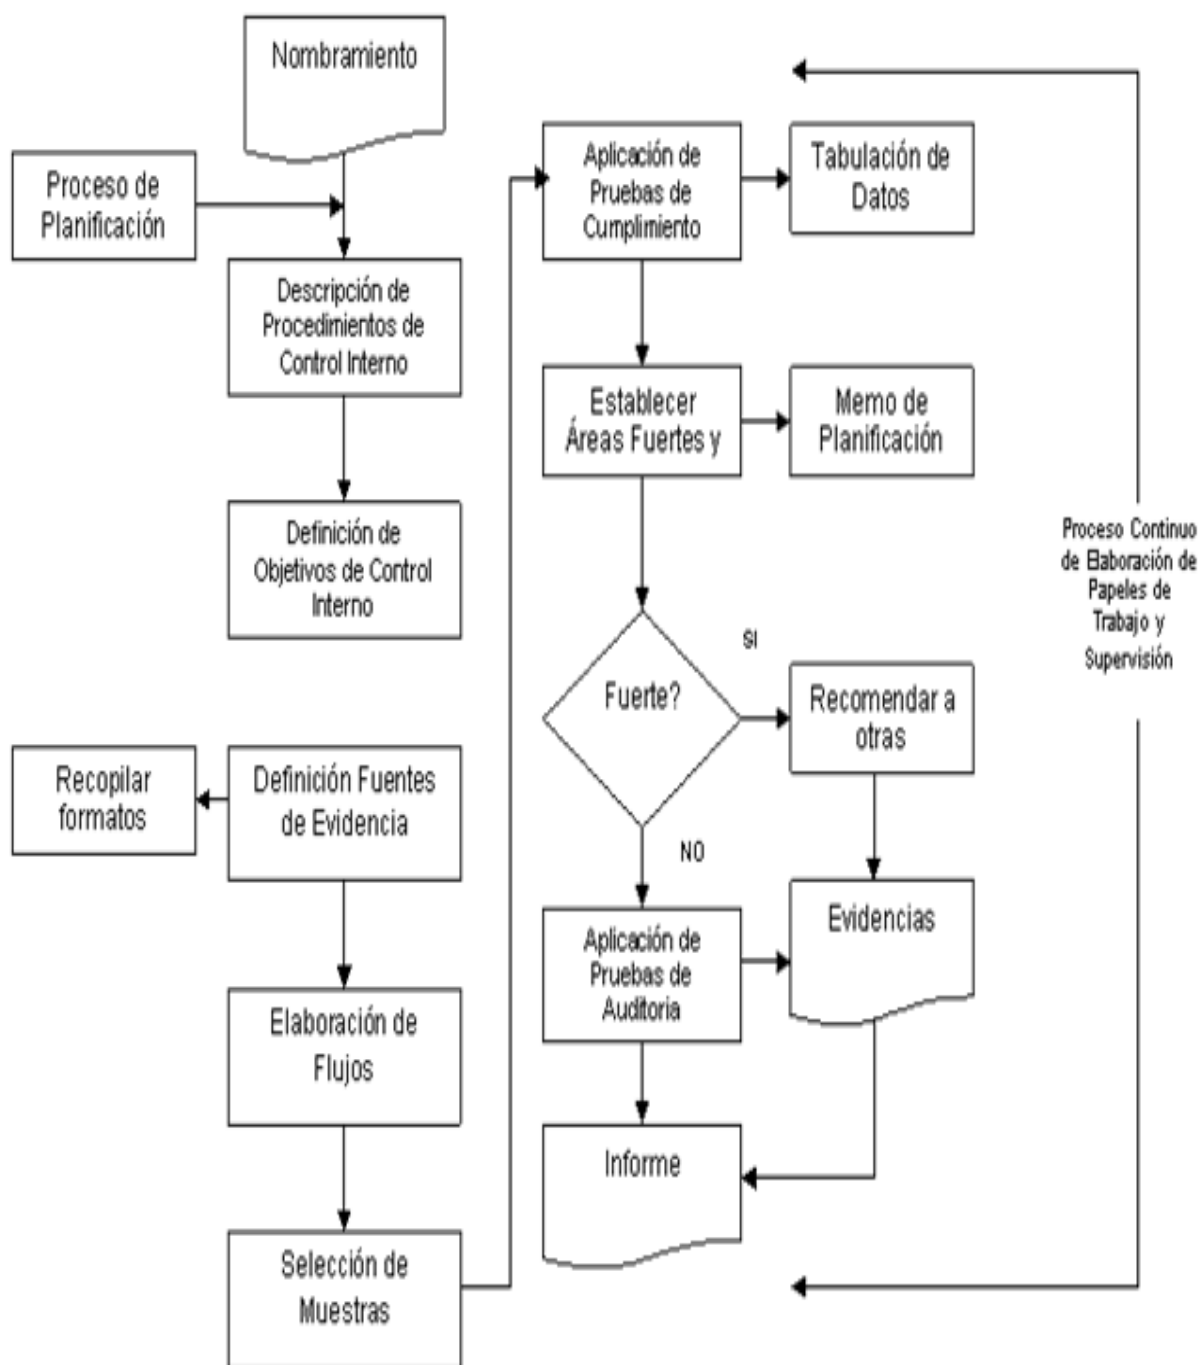 Nombramiento
Proceso de
Planificación
Descripción de
Procedimientos de
Control Interno
Definición de
Objetivos de Control
Interno
Recopilar
formatos
Definición Fuentes
de Evidencia
Elaboración de
Flujos
Selección de
Muestras
Aplicación de
Pruebas de
Cumplimiento
Tabulación de
Datos
Establecer
Áreas Fuertes y
Memo de
Planificación
Fuerte?
SI
Recomendar a
otras
NO
Aplicación de
Pruebas de
Auditoria
Evidencias
Informe
Proceso Continuo
de Elaboración de
Papeles de
Trabajo y
Supervisión